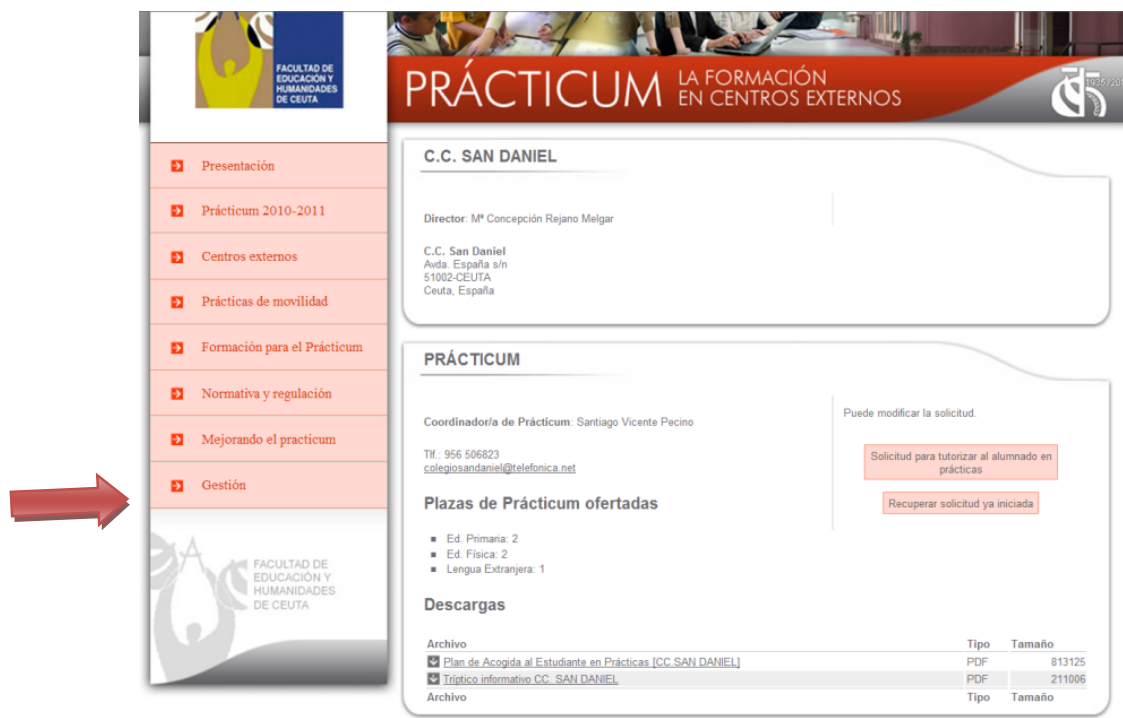 FACULTAD DE
EDUCACIÓN Y
HUMANIDADES
DE CEUTA
PRÁCTICUM
LA FORMACIÓN
EN CENTROS EXTERNOS
Presentación
Prácticum 2010-2011
Centros externos
Prácticas de movilidad
Formación para el Prácticum
Normativa y regulación
Mejorando el practicum
Gestión
FACULTAD DE
EDUCACIÓN Y
HUMANIDADES
DE CEUTA
C.C. SAN DANIEL
Director: Mª Concepción Rejano Melgar
C.C. San Daniel
Avda. España s/n
51002-CEUTA
Ceuta, España
PRÁCTICUM
Coordinador/a de Prácticum: Santiago Vicente Pecino
Tlf.: 956 506823
colegiosandaniel@telefonica.net
Puede modificar la solicitud.
Solicitud para tutorizar al alumnado en
prácticas
Recuperar solicitud ya iniciada
Plazas de Prácticum ofertadas
Ed. Primaria: 2
Ed. Física: 2
Lengua Extranjera: 1
Descargas
Archivo Tipo Tamaño
Plan de Acogida al Estudiante en Prácticas [CC.SAN DANIEL] PDF 813125
Tríptico informativo CC. SAN DANIEL PDF 211006
Archivo Tipo Tamaño